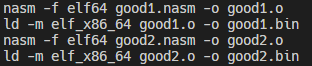 nasm -f elf64 good1.nasm -o good1.o
ld -m elf_x86_64 good1.o -o good1.bin
nasm -f elf64 good2.nasm -o good2.o
ld -m elf_x86_64 good2.o -o good2.bin